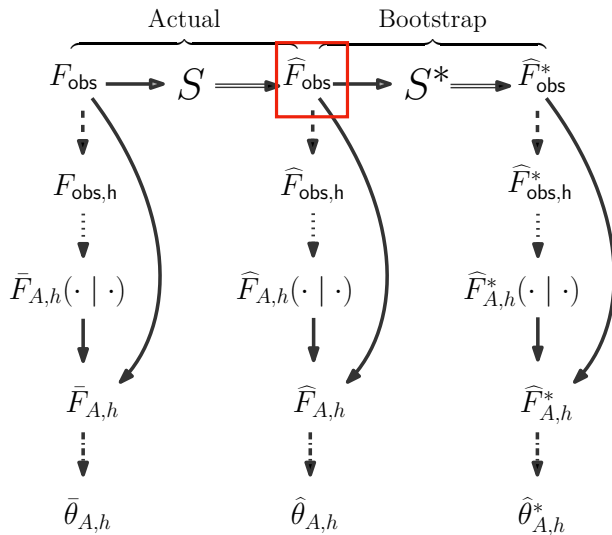 Actual Bootstrap
F_obs S F̂_obs S* F̂*_obs
F_obs,h F̂_obs,h F̂*_obs,h
F̄_A,h(· | ·) F̂_A,h(· | ·) F̂*_A,h(· | ·)
F̄_A,h F̂_A,h F̂*_A,h
θ̄_A,h θ̂_A,h θ̂*_A,h